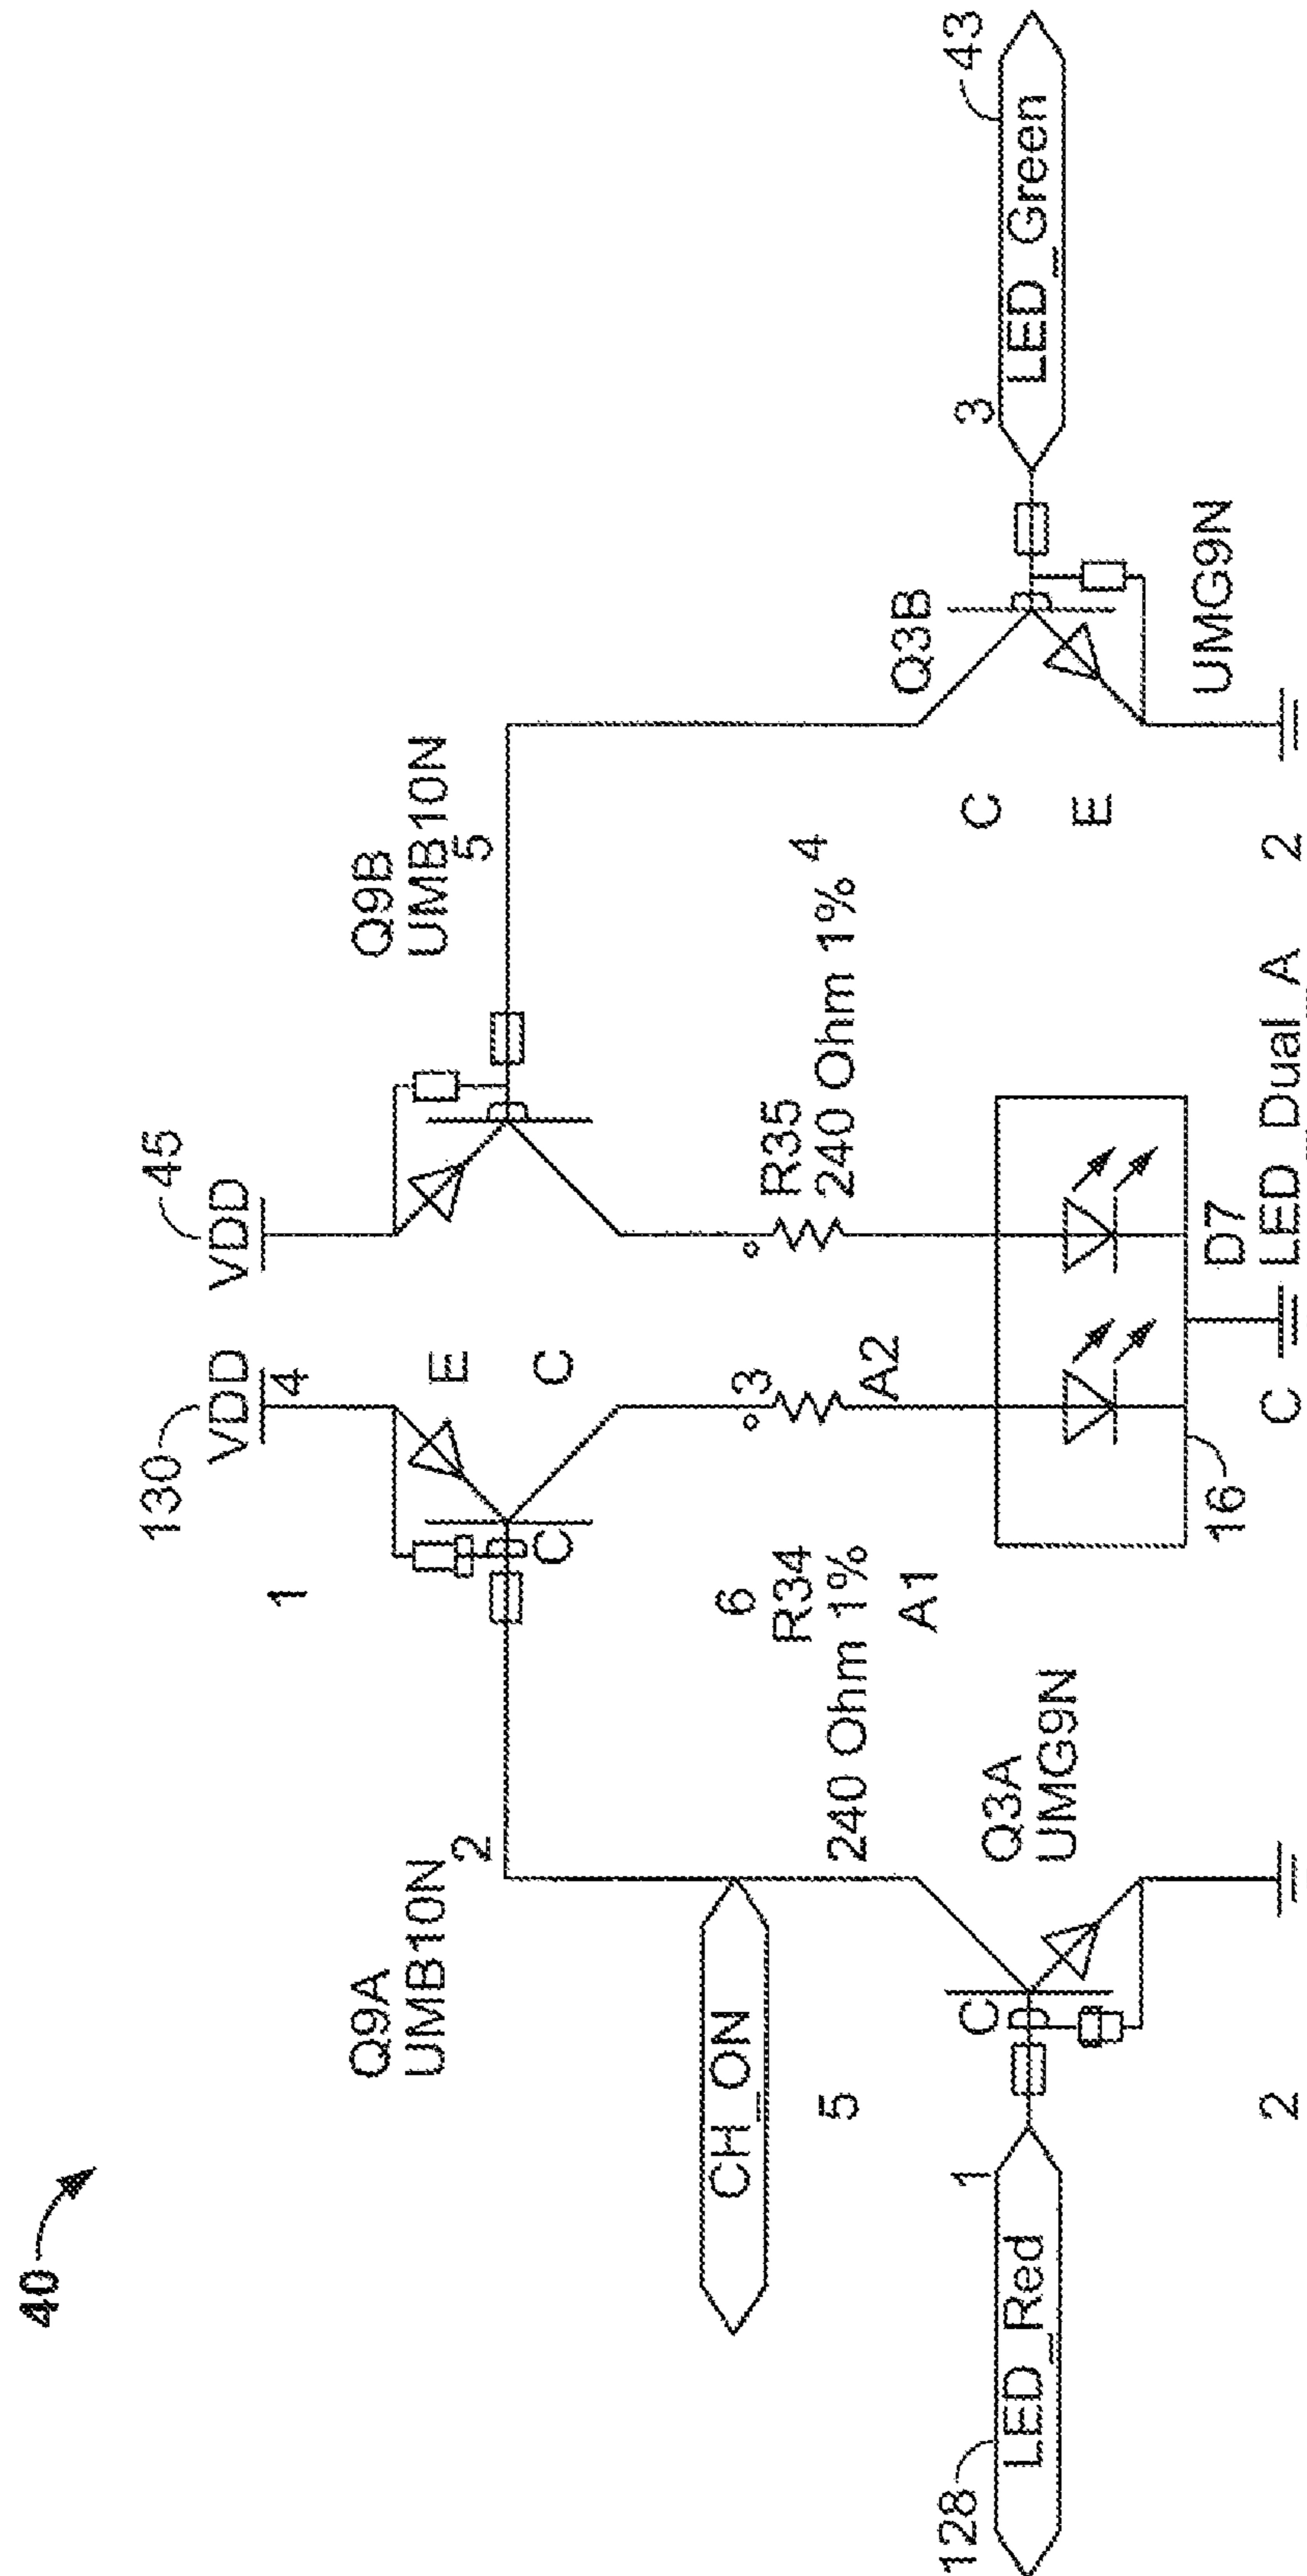 40
130
VDD
4
45
VDD
1
Q9A
UMB10N
2
E
C
C
Q9B
UMB10N
5
CH_ON
5
6
R34
240 Ohm 1%
A1
3
A2
R35
240 Ohm 1%
4
128
LED_Red
1
C
Q3A
UMG9N
2
16
C
D7
LED_Dual_A
Q3B
C
E
2
UMG9N
3
LED_Green
43